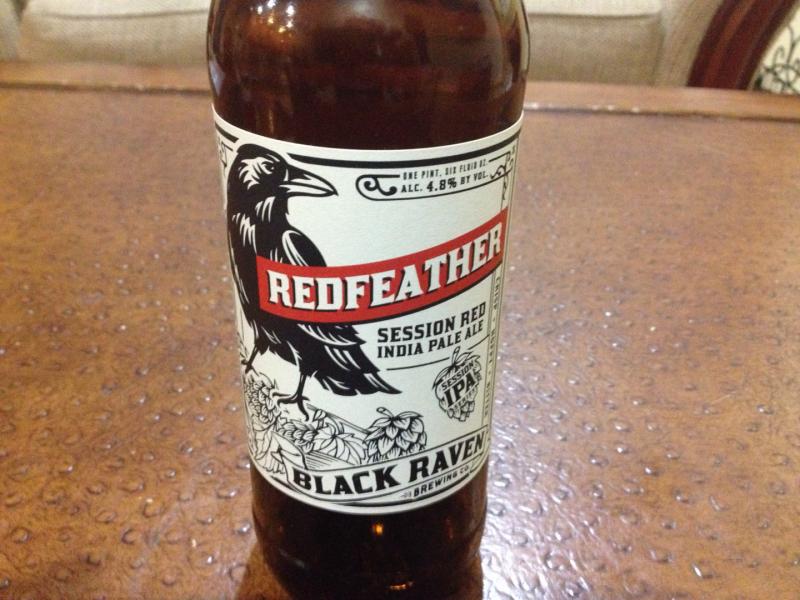 ONE PINT, SIX FLUID OZ.
ALC. 4.8% BY VOL.
REDFEATHER
SESSION RED
INDIA PALE ALE
SESSION
IPA
BLACK RAVEN
BREWING CO.